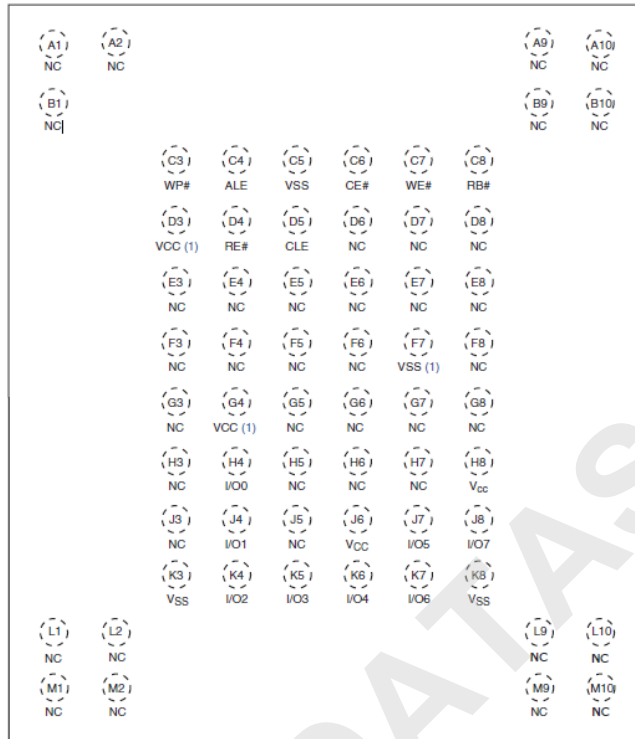 A1 A2 A9 A10
NC NC NC NC
B1 B9 B10
NC NC NC
C3 C4 C5 C6 C7 C8
WP# ALE VSS CE# WE# RB#
D3 D4 D5 D6 D7 D8
VCC (1) RE# CLE NC NC NC
E3 E4 E5 E6 E7 E8
NC NC NC NC NC NC
F3 F4 F5 F6 F7 F8
NC NC NC NC VSS (1) NC
G3 G4 G5 G6 G7 G8
NC VCC (1) NC NC NC NC
H3 H4 H5 H6 H7 H8
NC I/O0 NC NC NC Vcc
J3 J4 J5 J6 J7 J8
NC I/O1 NC VCC I/O5 I/O7
K3 K4 K5 K6 K7 K8
VSS I/O2 I/O3 I/O4 I/O6 VSS
L1 L2 L9 L10
NC NC NC NC
M1 M2 M9 M10
NC NC NC NC
DATAS